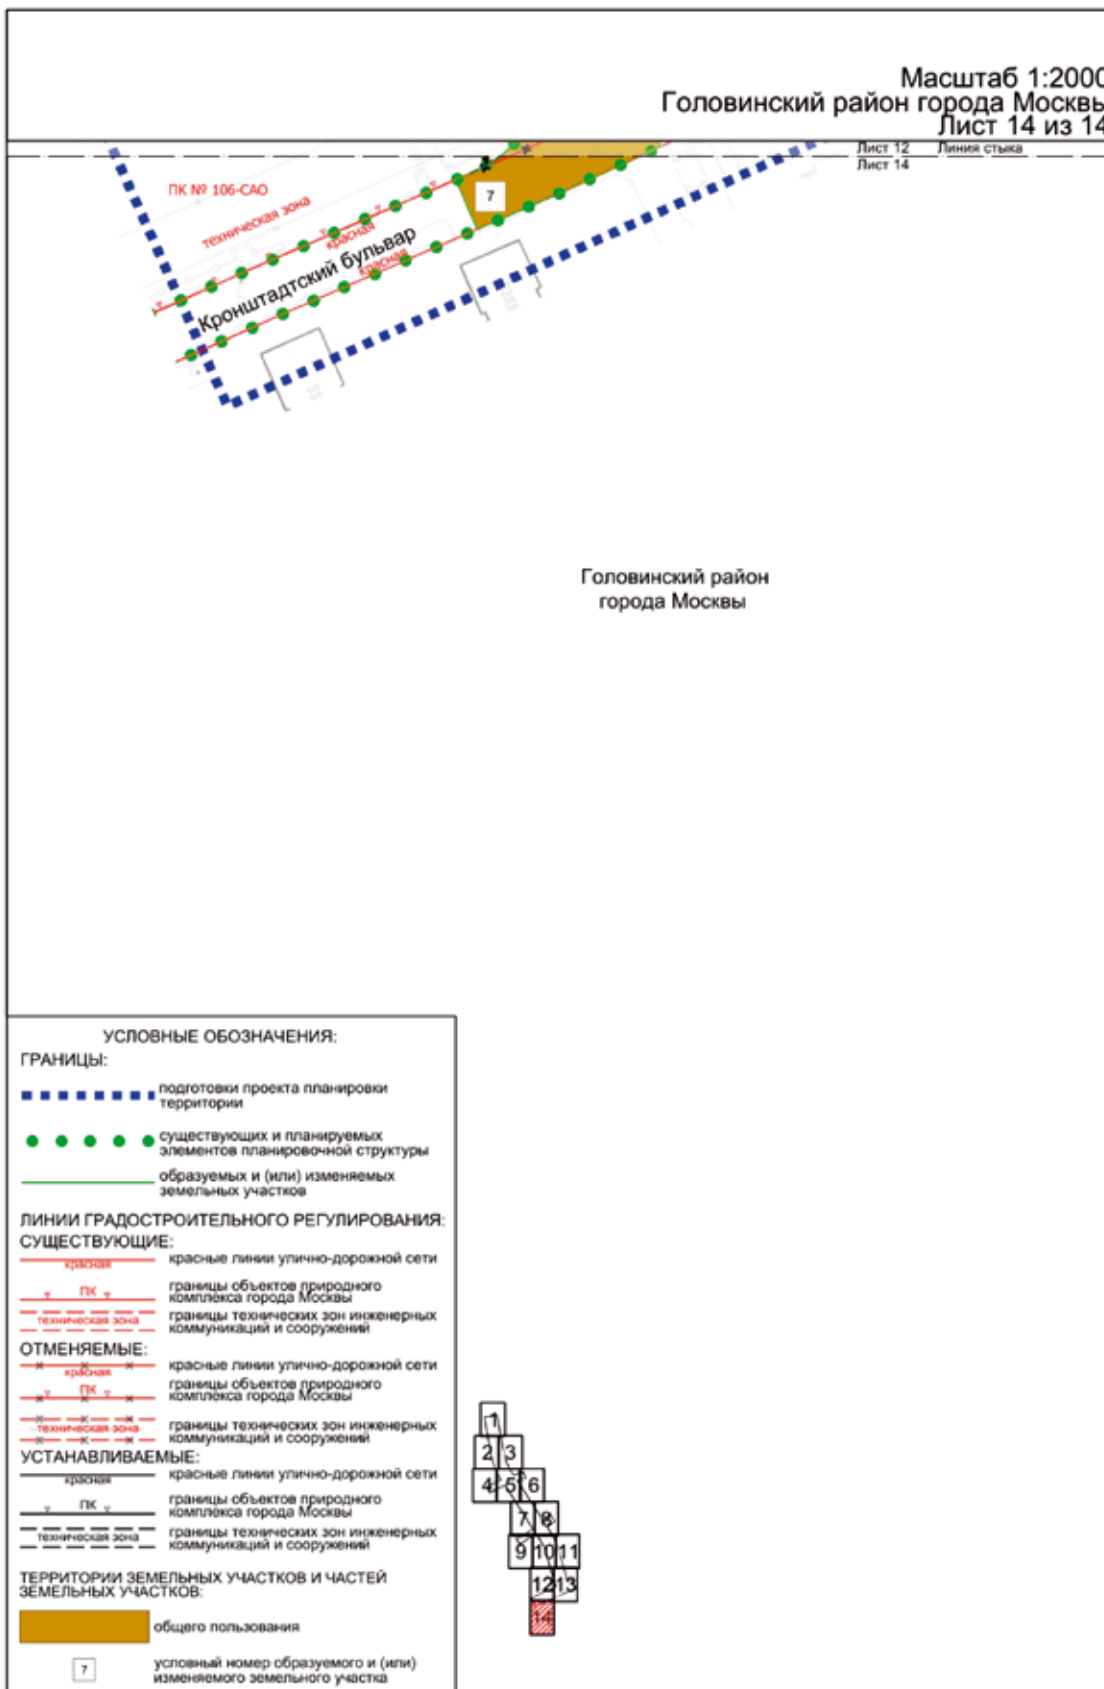 Масштаб 1:2000
Головинский район города Москвы
Лист 14 из 14
Лист 12 Линия стыка
Лист 14
ПК № 106-САО
техническая зона
красная
красная
Кронштадтский бульвар
7
Головинский район
города Москвы
УСЛОВНЫЕ ОБОЗНАЧЕНИЯ:
ГРАНИЦЫ:
подготовки проекта планировки
территории
существующих и планируемых
элементов планировочной структуры
образуемых и (или) изменяемых
земельных участков
ЛИНИИ ГРАДОСТРОИТЕЛЬНОГО РЕГУЛИРОВАНИЯ:
СУЩЕСТВУЮЩИЕ:
красная красные линии улично-дорожной сети
ПК границы объектов природного
комплекса города Москвы
техническая зона границы технических зон инженерных
коммуникаций и сооружений
ОТМЕНЯЕМЫЕ:
красная красные линии улично-дорожной сети
ПК границы объектов природного
комплекса города Москвы
техническая зона границы технических зон инженерных
коммуникаций и сооружений
УСТАНАВЛИВАЕМЫЕ:
красная красные линии улично-дорожной сети
ПК границы объектов природного
комплекса города Москвы
техническая зона границы технических зон инженерных
коммуникаций и сооружений
ТЕРРИТОРИИ ЗЕМЕЛЬНЫХ УЧАСТКОВ И ЧАСТЕЙ
ЗЕМЕЛЬНЫХ УЧАСТКОВ:
общего пользования
7 условный номер образуемого и (или)
изменяемого земельного участка
1
2 3
4 5 6
7 8
9 10 11
12 13
14